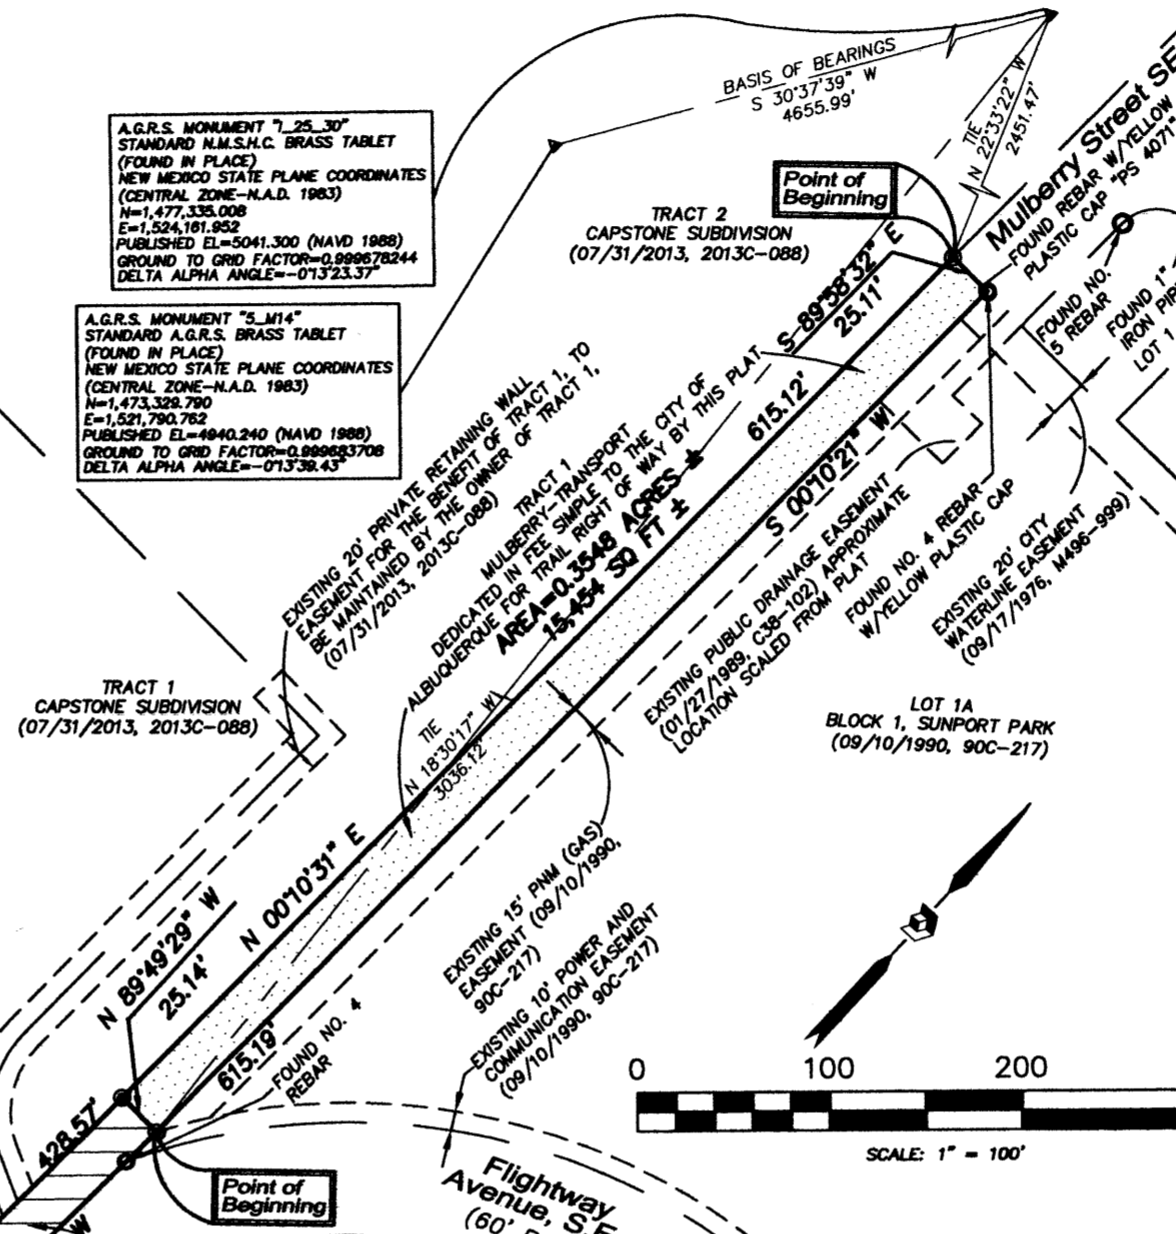 BASIS OF BEARINGS
S 30°37'39" W
4655.99'
TIE
N 22°33'22" W
2451.47'
Mulberry Street SE
FOUND REBAR W/YELLOW
PLASTIC CAP "PS 4071
A.G.R.S. MONUMENT "1_25_30"
STANDARD N.M.S.H.C. BRASS TABLET
(FOUND IN PLACE)
NEW MEXICO STATE PLANE COORDINATES
(CENTRAL ZONE-N.A.D. 1983)
N=1,477,335.008
E=1,524,161.952
PUBLISHED EL=5041.300 (NAVD 1988)
GROUND TO GRID FACTOR=0.999678244
DELTA ALPHA ANGLE=-0°13'23.37"
A.G.R.S. MONUMENT "5_M14"
STANDARD A.G.R.S. BRASS TABLET
(FOUND IN PLACE)
NEW MEXICO STATE PLANE COORDINATES
(CENTRAL ZONE-N.A.D. 1983)
N=1,473,329.790
E=1,521,790.762
PUBLISHED EL=4940.240 (NAVD 1988)
GROUND TO GRID FACTOR=0.999683708
DELTA ALPHA ANGLE=-0°13'39.43"
Point of
Beginning
TRACT 2
CAPSTONE SUBDIVISION
(07/31/2013, 2013C-088)
S 89°58'32" E
25.11'
FOUND NO.
5 REBAR
FOUND 1"
IRON PIP
LOT 1
EXISTING 20' PRIVATE RETAINING WALL
EASEMENT FOR THE BENEFIT OF TRACT 1, TO
BE MAINTAINED BY THE OWNER OF TRACT 1,
(07/31/2013, 2013C-088)
TRACT 1
MULBERRY-TRANSPORT
DEDICATED IN FEE SIMPLE TO THE CITY OF
ALBUQUERQUE FOR TRAIL RIGHT OF WAY BY THIS PLAT
AREA=0.3548 ACRES ±
15,454 SQ FT ±
615.12'
S 00°10'21" W
EXISTING PUBLIC DRAINAGE EASEMENT
(01/27/1989, C38-102) APPROXIMATE
LOCATION SCALED FROM PLAT
FOUND NO. 4 REBAR
W/YELLOW PLASTIC CAP
EXISTING 20' CITY
WATERLINE EASEMENT
(09/17/1976, M496-999)
TRACT 1
CAPSTONE SUBDIVISION
(07/31/2013, 2013C-088)
LOT 1A
BLOCK 1, SUNPORT PARK
(09/10/1990, 90C-217)
TIE
N 18°30'17" W
3036.12'
N 00°10'31" E
N 89°49'29" W
25.14'
EXISTING 15' PNM (GAS)
EASEMENT (09/10/1990,
90C-217)
EXISTING 10' POWER AND
COMMUNICATION EASEMENT
(09/10/1990, 90C-217)
615.19'
FOUND NO. 4
REBAR
428.57'
W
Point of
Beginning
Flightway
Avenue, S.E
(60'
0 100 200
SCALE: 1" = 100'